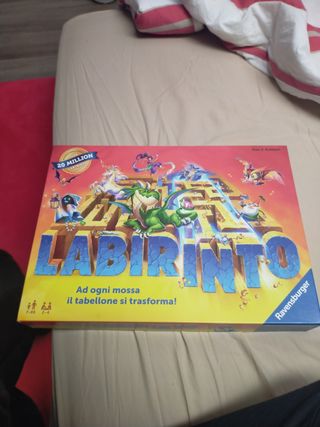 25 MILLION
LABIRINTO
Ad ogni mossa
il tabellone si trasforma!
Ravensburger